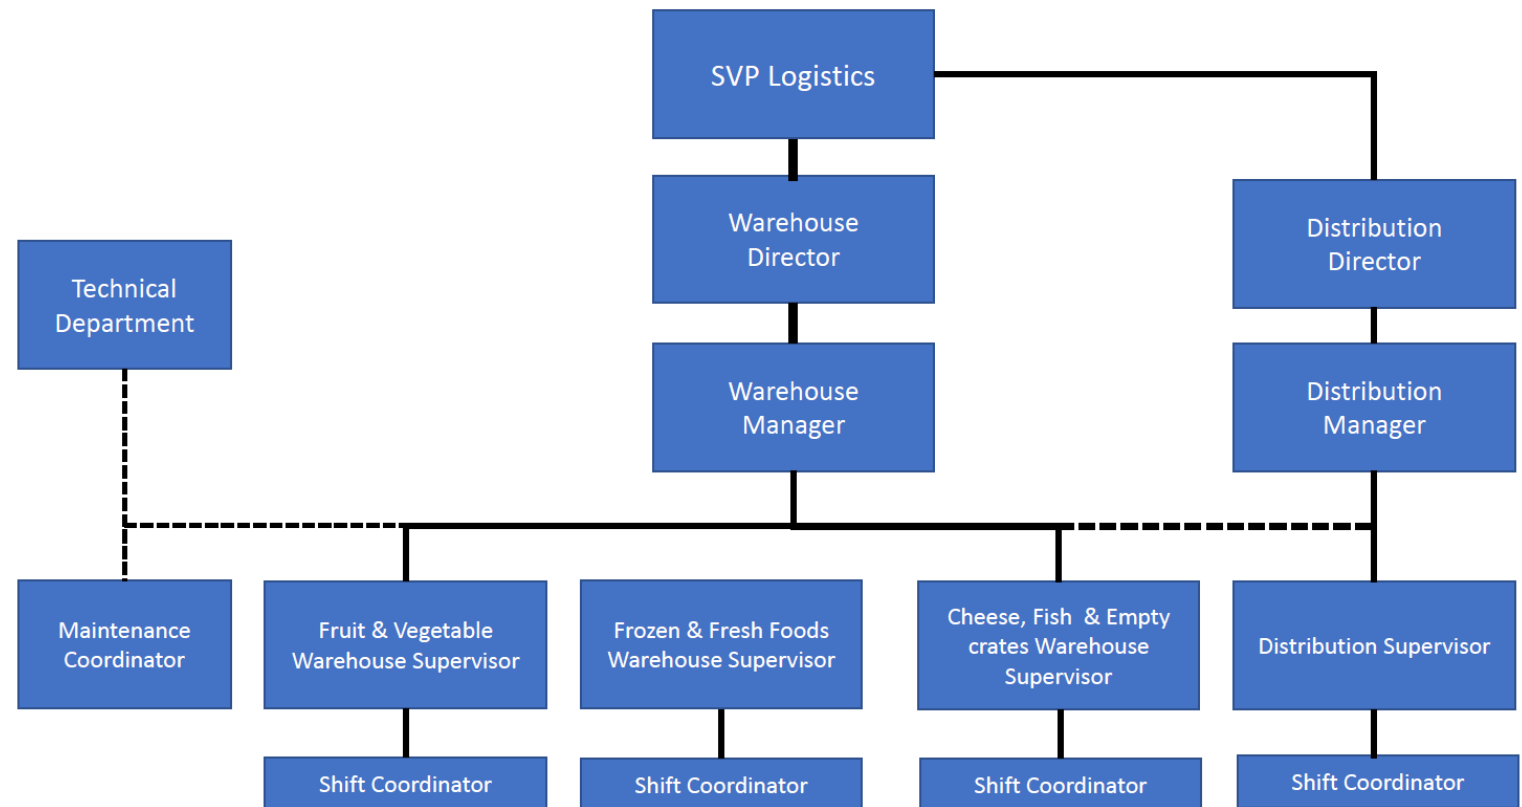 SVP Logistics
Warehouse
Director
Distribution
Director
Technical
Department
Warehouse
Manager
Distribution
Manager
Maintenance
Coordinator
Fruit & Vegetable
Warehouse Supervisor
Frozen & Fresh Foods
Warehouse Supervisor
Cheese, Fish  & Empty
crates Warehouse
Supervisor
Distribution Supervisor
Shift Coordinator
Shift Coordinator
Shift Coordinator
Shift Coordinator